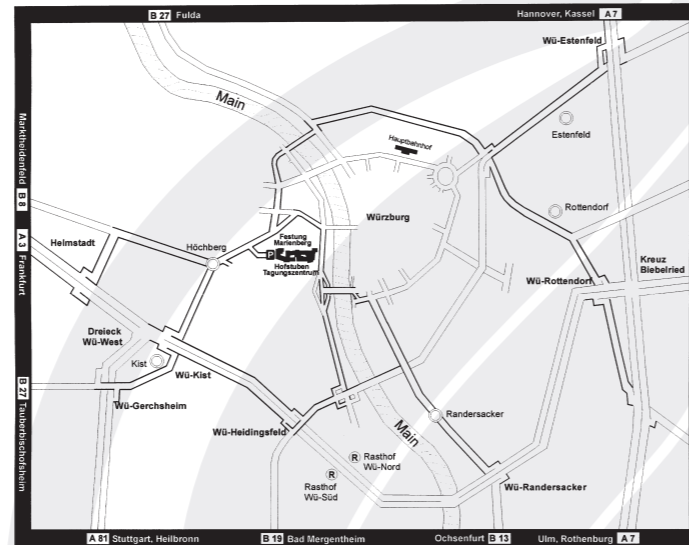 B 27 Fulda
Hannover, Kassel A 7
Wü-Estenfeld
Main
Hauptbahnhof
Estenfeld
Marktheidenfeld B 8
Rottendorf
Würzburg
Festung
Marienberg
P
Hofstuben
Tagungszentrum
Helmstadt
Höchberg
A 3 Frankfurt
Kreuz
Biebelried
Wü-Rottendorf
Dreieck
Wü-West
Kist
Wü-Kist
B 27 Tauberbischofsheim
Wü-Gerchsheim
Randersacker
Wü-Heidingsfeld
Main
R
Rasthof
Wü-Nord
R
Rasthof
Wü-Süd
Wü-Randersacker
A 81 Stuttgart, Heilbronn
B 19 Bad Mergentheim
Ochsenfurt B 13
Ulm, Rothenburg A 7